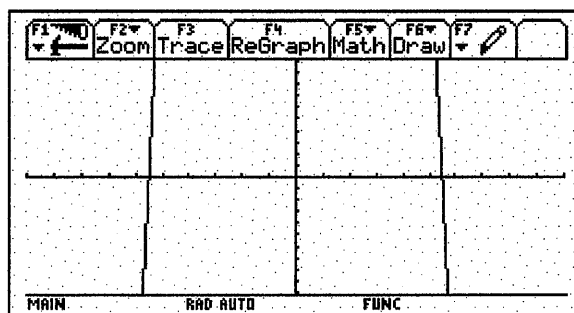 F1 F2 F3 F4 F5 F6 F7
Zoom Trace ReGraph Math Draw
MAIN RAD AUTO FUNC